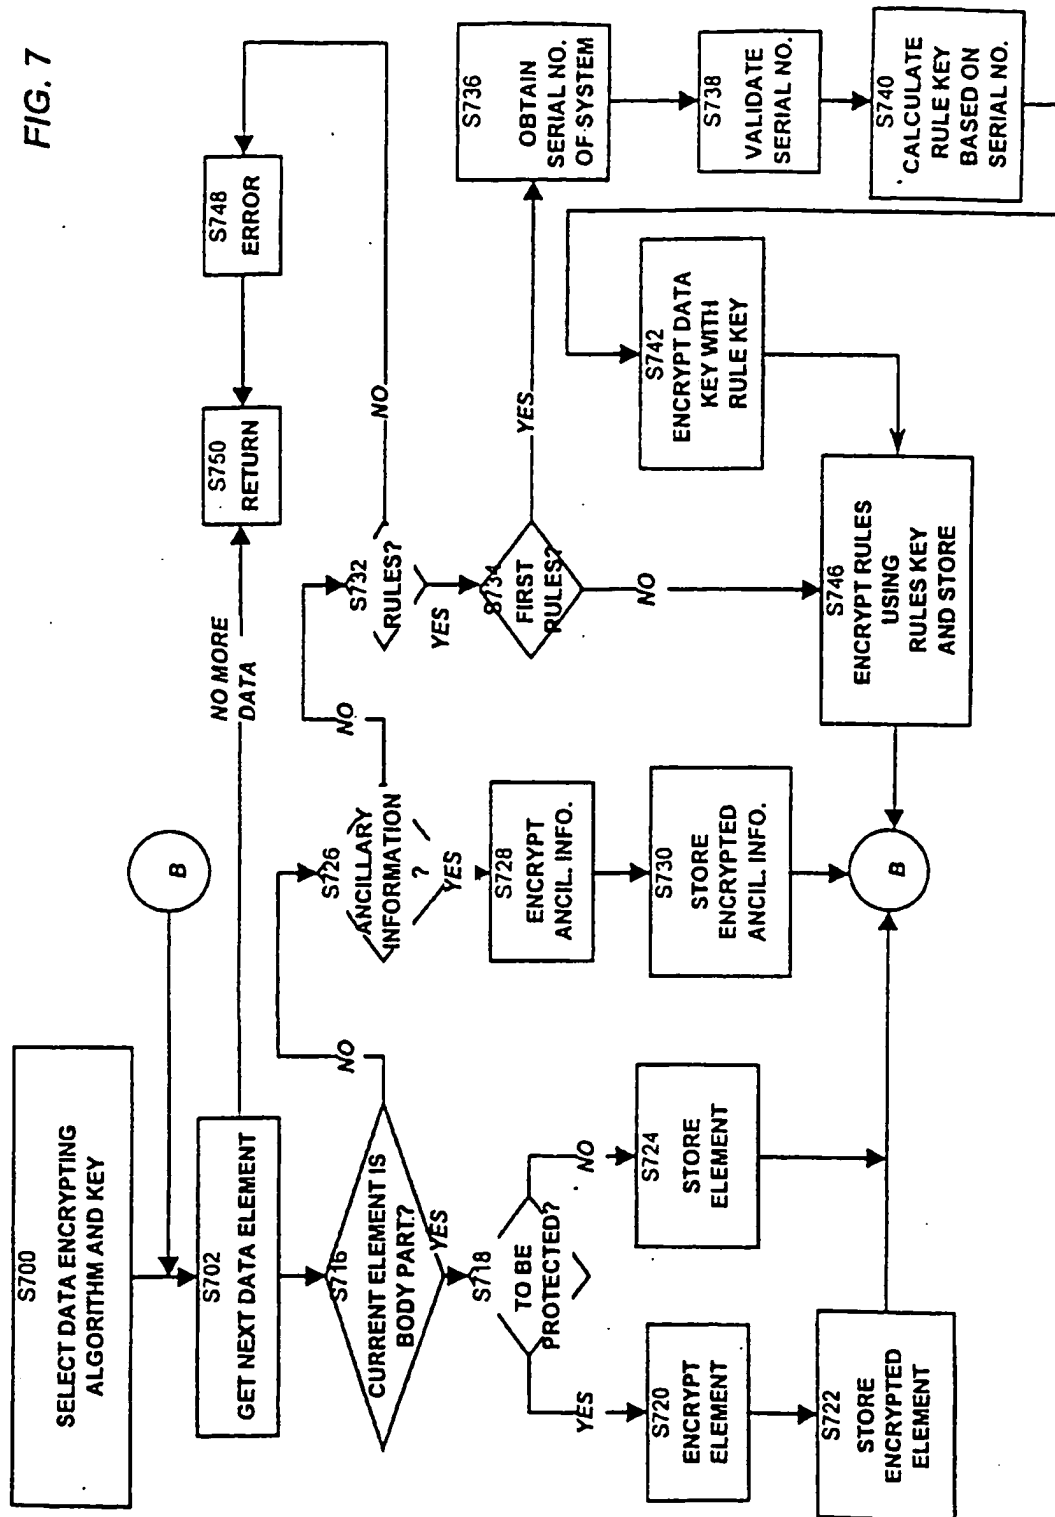 FIG. 7
S700
SELECT DATA ENCRYPTING
ALGORITHM AND KEY
B
S702
GET NEXT DATA ELEMENT
NO MORE
DATA
S750
RETURN
S748
ERROR
S716
CURRENT ELEMENT IS
BODY PART?
NO
YES
S726
ANCILLARY
INFORMATION
?
NO
YES
S732
RULES?
NO
YES
S718
TO BE
PROTECTED?
YES
NO
S720
ENCRYPT
ELEMENT
S722
STORE
ENCRYPTED
ELEMENT
S724
STORE
ELEMENT
S728
ENCRYPT
ANCIL. INFO.
S730
STORE
ENCRYPTED
ANCIL. INFO.
B
S734
FIRST
RULES?
YES
NO
S736
OBTAIN
SERIAL NO.
OF SYSTEM
S738
VALIDATE
SERIAL NO.
S740
CALCULATE
RULE KEY
BASED ON
SERIAL NO.
S742
ENCRYPT DATA
KEY WITH
RULE KEY
S746
ENCRYPT RULES
USING
RULES KEY
AND STORE